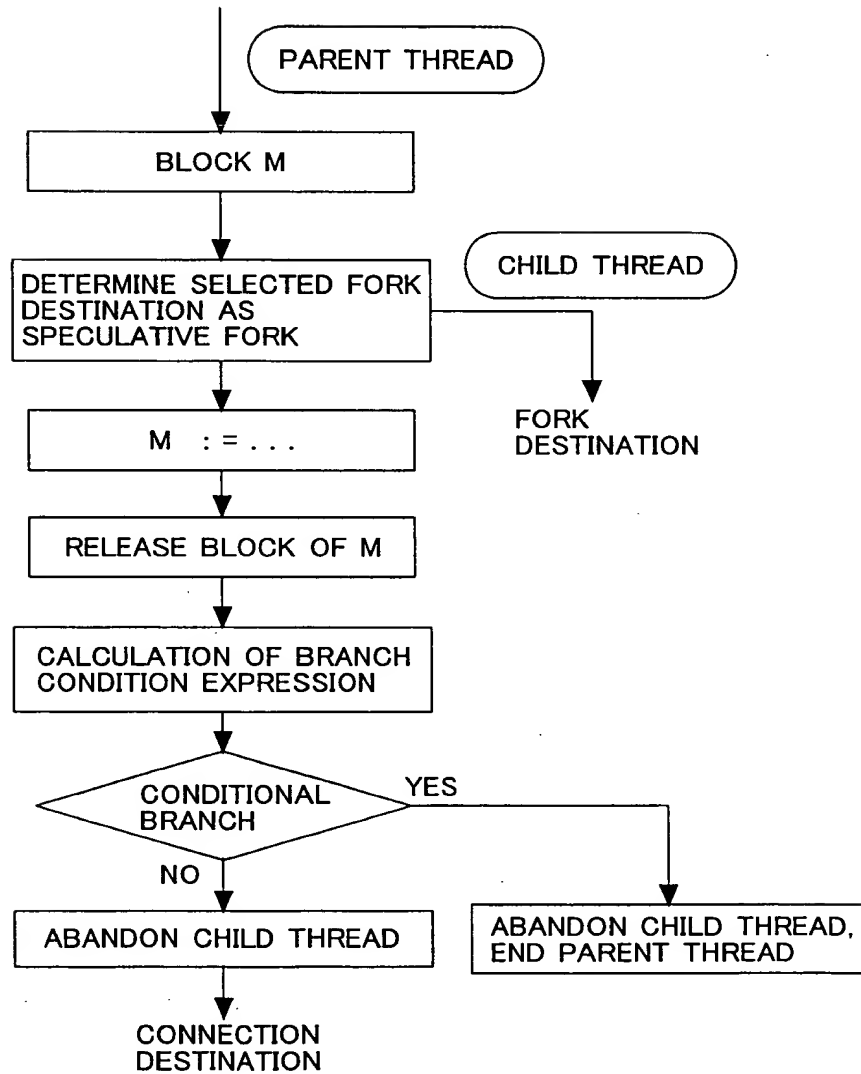 PARENT THREAD
BLOCK M
CHILD THREAD
DETERMINE SELECTED FORK
DESTINATION AS
SPECULATIVE FORK
FORK
DESTINATION
M := ...
RELEASE BLOCK OF M
CALCULATION OF BRANCH
CONDITION EXPRESSION
CONDITIONAL
BRANCH
YES
NO
ABANDON CHILD THREAD
ABANDON CHILD THREAD,
END PARENT THREAD
CONNECTION
DESTINATION